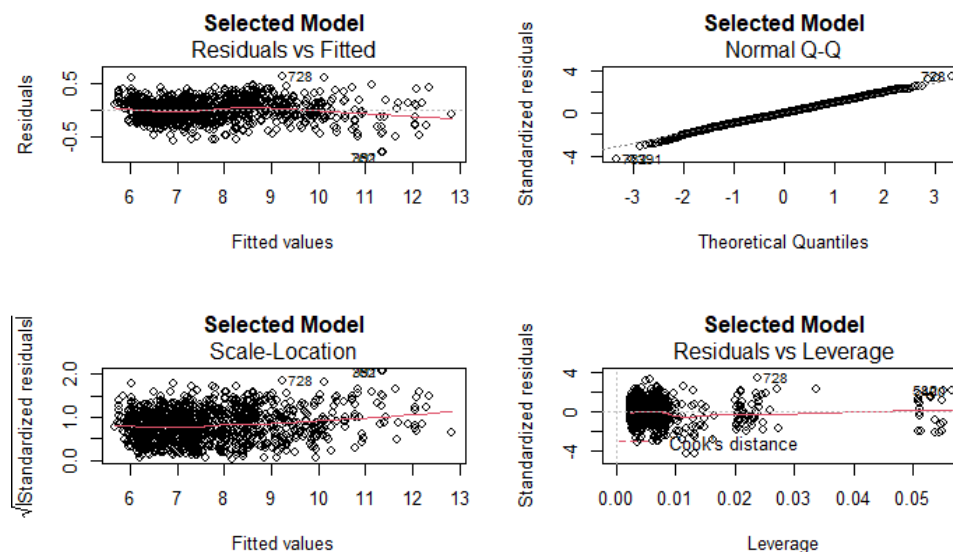 Selected Model
Residuals vs Fitted
Residuals
0.5
-0.5
728
6 7 8 9 10 11 12 13
Fitted values
Selected Model
Normal Q-Q
Standardized residuals
4
0
-4
728
-3 -2 -1 0 1 2 3
Theoretical Quantiles
Selected Model
Scale-Location
√|Standardized residuals|
2.0
1.0
0.0
728
6 7 8 9 10 11 12 13
Fitted values
Selected Model
Residuals vs Leverage
Standardized residuals
4
0
-4
728
Cook's distance
0.00 0.01 0.02 0.03 0.04 0.05
Leverage